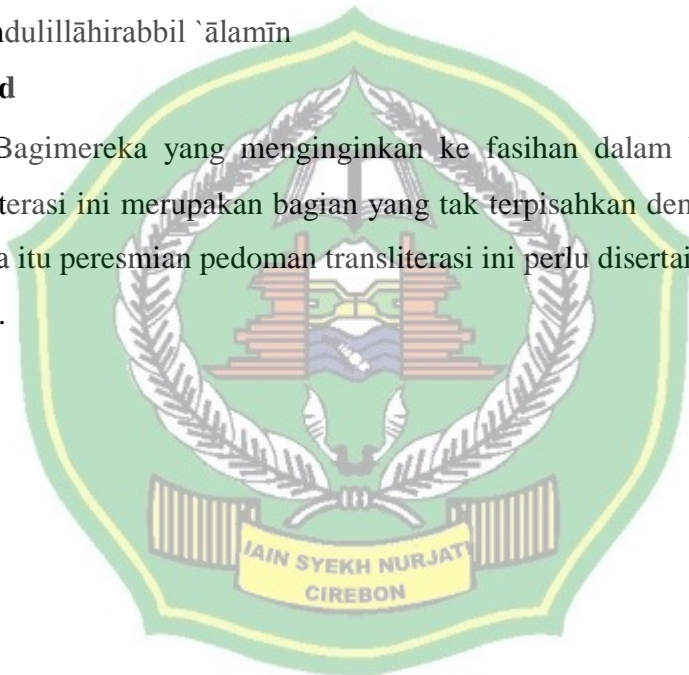 ndulillāhirabbil `ālamīn
d
Bagimereka yang menginginkan ke fasihan dalam
terasi ini merupakan bagian yang tak terpisahkan den
a itu peresmian pedoman transliterasi ini perlu disertai
.
IAIN SYEKH NURJATI
CIREBON